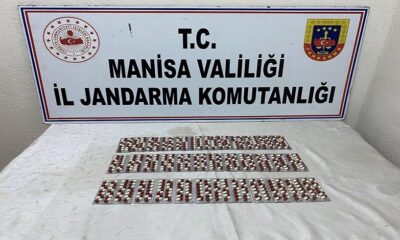 T.C.
MANİSA VALİLİĞİ
İL JANDARMA KOMUTANLIĞI